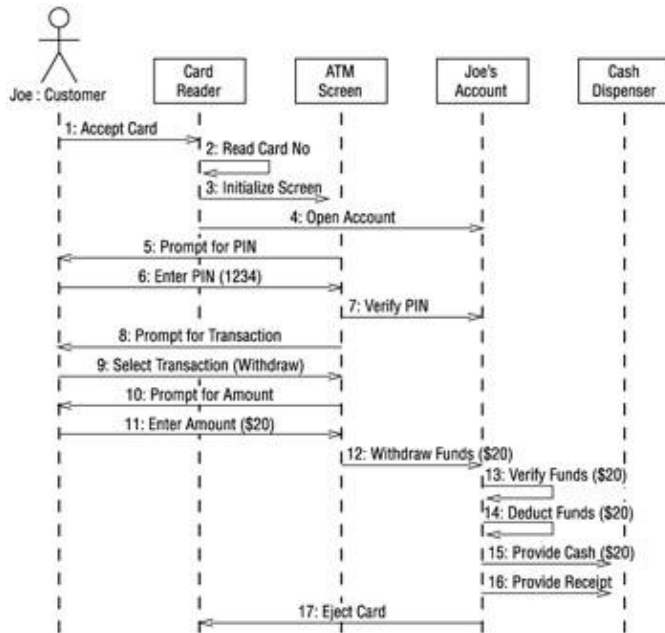 Joe : Customer
Card
Reader
ATM
Screen
Joe's
Account
Cash
Dispenser
1: Accept Card
2: Read Card No
3: Initialize Screen
4: Open Account
5: Prompt for PIN
6: Enter PIN (1234)
7: Verify PIN
8: Prompt for Transaction
9: Select Transaction (Withdraw)
10: Prompt for Amount
11: Enter Amount ($20)
12: Withdraw Funds ($20)
13: Verify Funds ($20)
14: Deduct Funds ($20)
15: Provide Cash ($20)
16: Provide Receipt
17: Eject Card